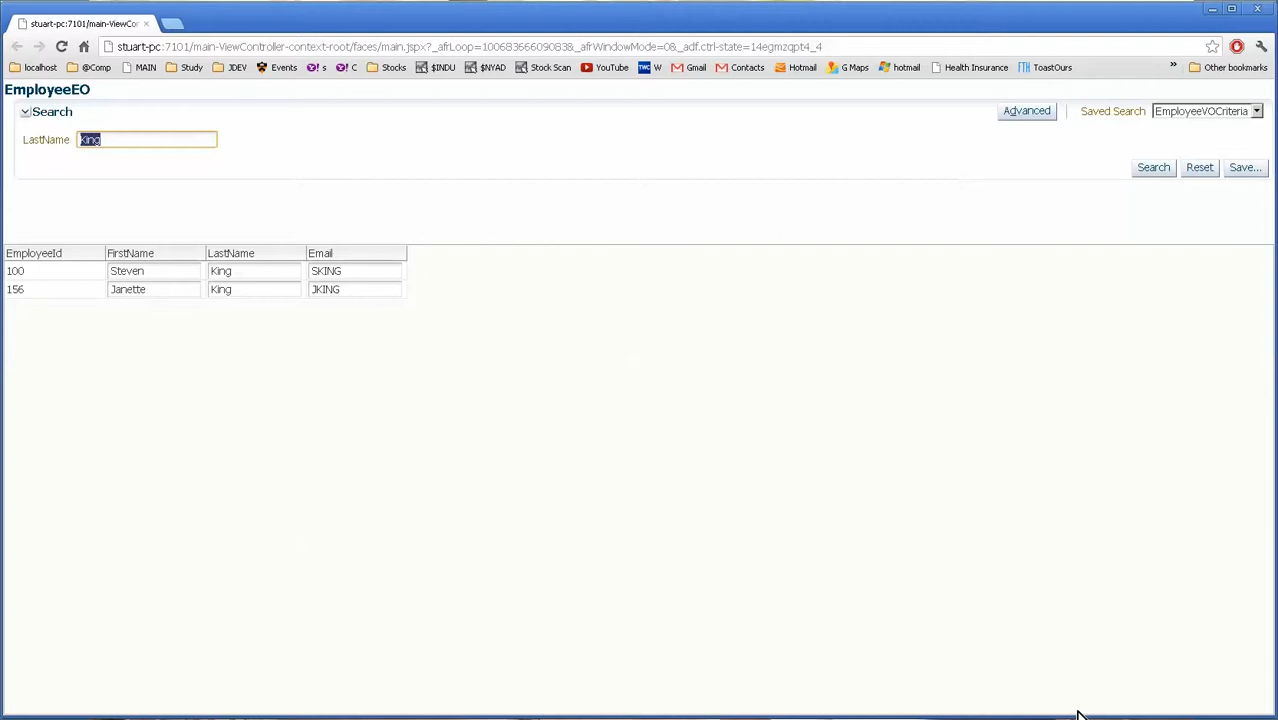 stuart-pc:7101/main-ViewCor
stuart-pc:7101/main-ViewController-context-root/faces/main.jspx?_afrLoop=10068366609083&_afrWindowMode=0&_adf.ctrl-state=14egmzqpt4_4
localhost @Comp MAIN Study JDEV Events Y! s Y! C Stocks $INDU $NYAD Stock Scan YouTube W Gmail Contacts Hotmail G Maps hotmail Health Insurance ToastOurs » Other bookmarks
EmployeeEO
Search Advanced Saved Search EmployeeVOCriteria
LastName King
Search Reset Save...
EmployeeId FirstName LastName Email
100 Steven King SKING
156 Janette King JKING